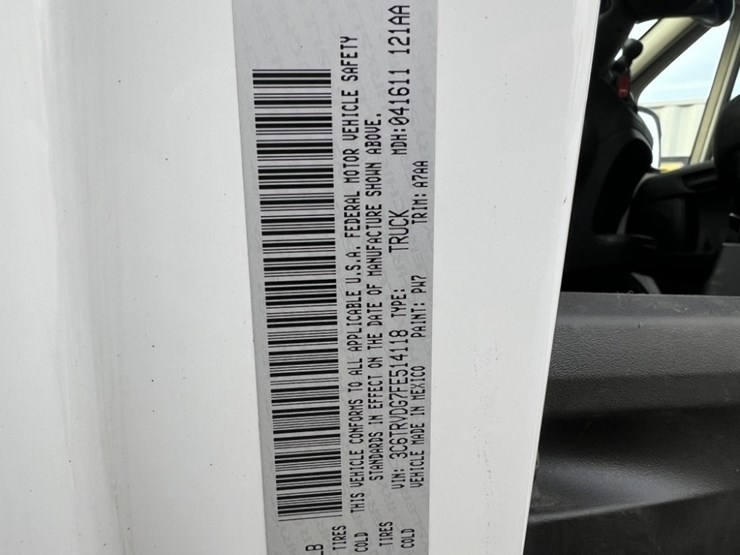 LB
TIRES
COLD
THIS VEHICLE CONFORMS TO ALL APPLICABLE U.S.A. FEDERAL MOTOR VEHICLE SAFETY
STANDARDS IN EFFECT ON THE DATE OF MANUFACTURE SHOWN ABOVE.
TIRES
COLD
VIN: 3C6TRVDG7FE514118 TYPE: TRUCK MDH:041611 121AA
VEHICLE MADE IN MEXICO PAINT: PW7 TRIM: A7AA